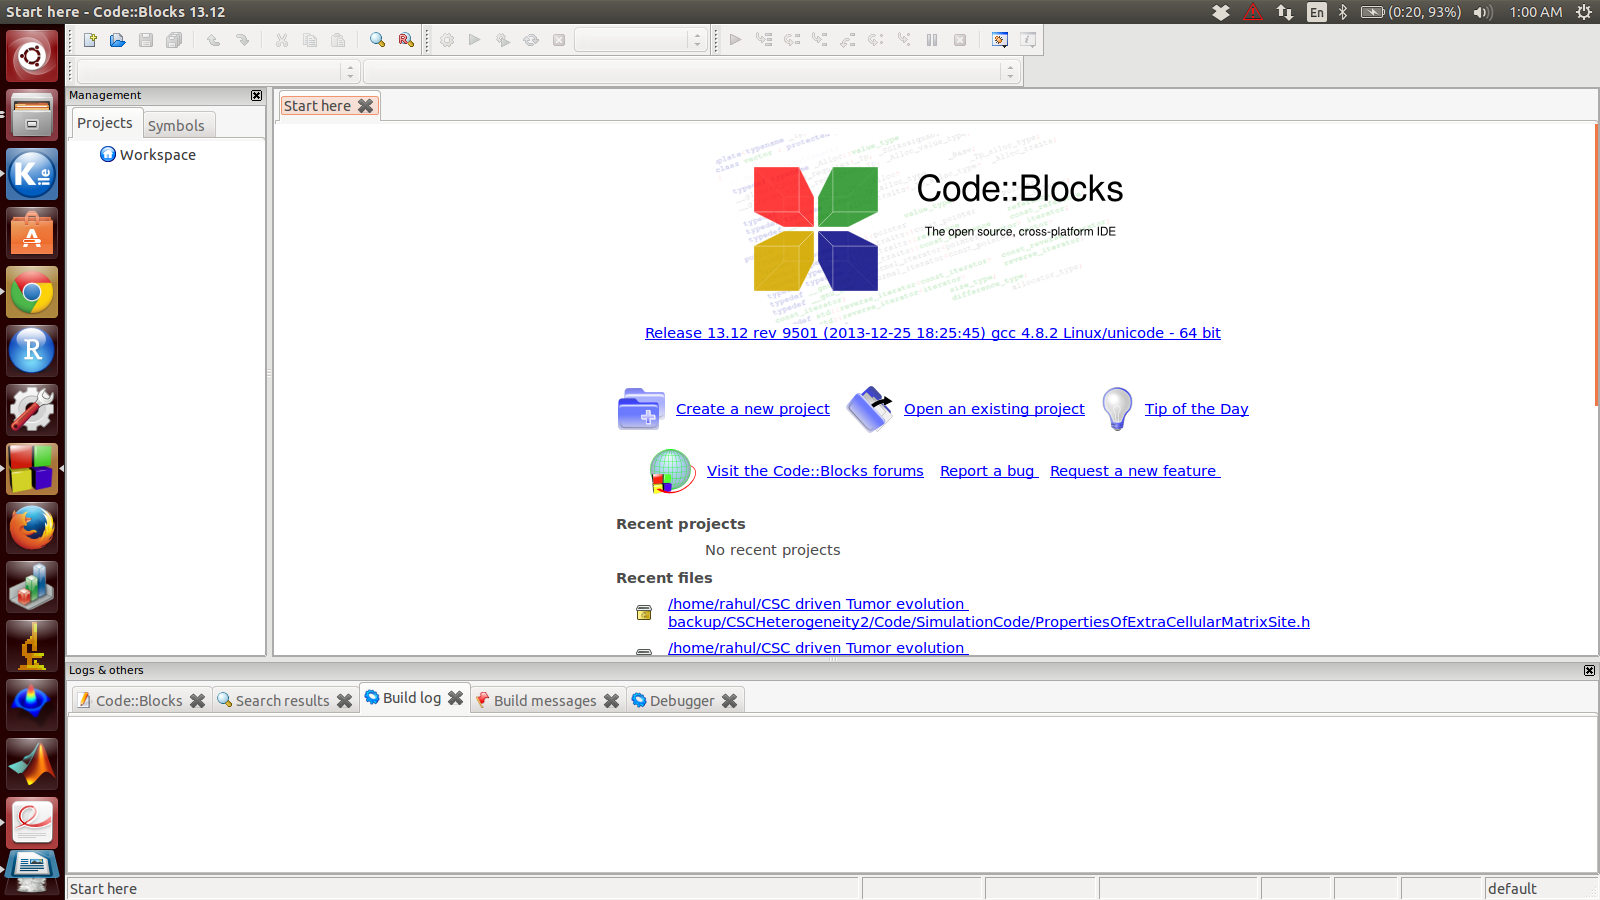 Start here - Code::Blocks 13.12
En
(0:20, 93%)
1:00 AM
Management
Projects
Symbols
Workspace
Start here
Code::Blocks
The open source, cross-platform IDE
Release 13.12 rev 9501 (2013-12-25 18:25:45) gcc 4.8.2 Linux/unicode - 64 bit
Create a new project
Open an existing project
Tip of the Day
Visit the Code::Blocks forums
Report a bug
Request a new feature
Recent projects
No recent projects
Recent files
/home/rahul/CSC driven Tumor evolution
backup/CSCHeterogeneity2/Code/SimulationCode/PropertiesOfExtraCellularMatrixSite.h
/home/rahul/CSC driven Tumor evolution
Logs & others
Code::Blocks
Search results
Build log
Build messages
Debugger
Start here
default